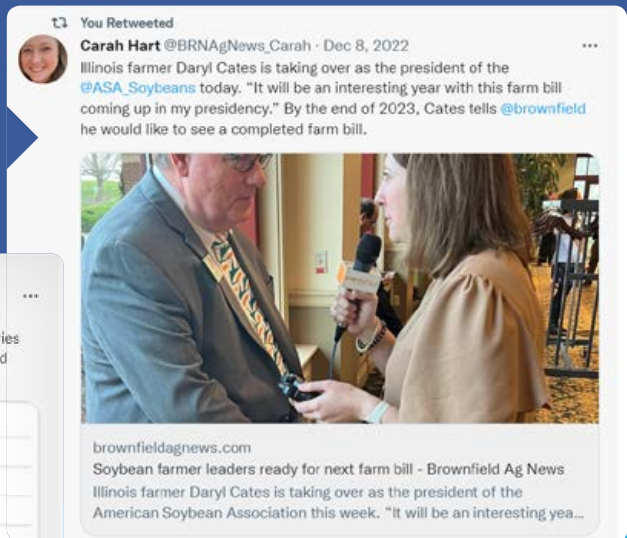 You Retweeted
Carah Hart @BRNAgNews_Carah · Dec 8, 2022
Illinois farmer Daryl Cates is taking over as the president of the
@ASA_Soybeans today. “It will be an interesting year with this farm bill
coming up in my presidency.” By the end of 2023, Cates tells @brownfield
he would like to see a completed farm bill.
ries
d
brownfieldagnews.com
Soybean farmer leaders ready for next farm bill - Brownfield Ag News
Illinois farmer Daryl Cates is taking over as the president of the
American Soybean Association this week. “It will be an interesting yea...